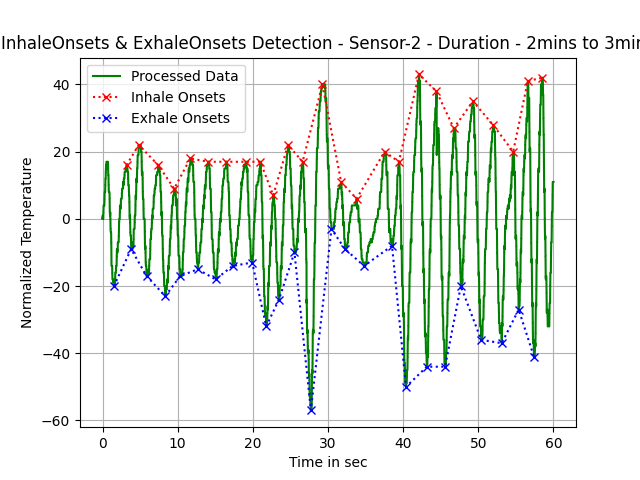 InhaleOnsets & ExhaleOnsets Detection - Sensor-2 - Duration - 2mins to 3min
Processed Data
Inhale Onsets
Exhale Onsets
40
20
0
−20
−40
−60
Normalized Temperature
0 10 20 30 40 50 60
Time in sec